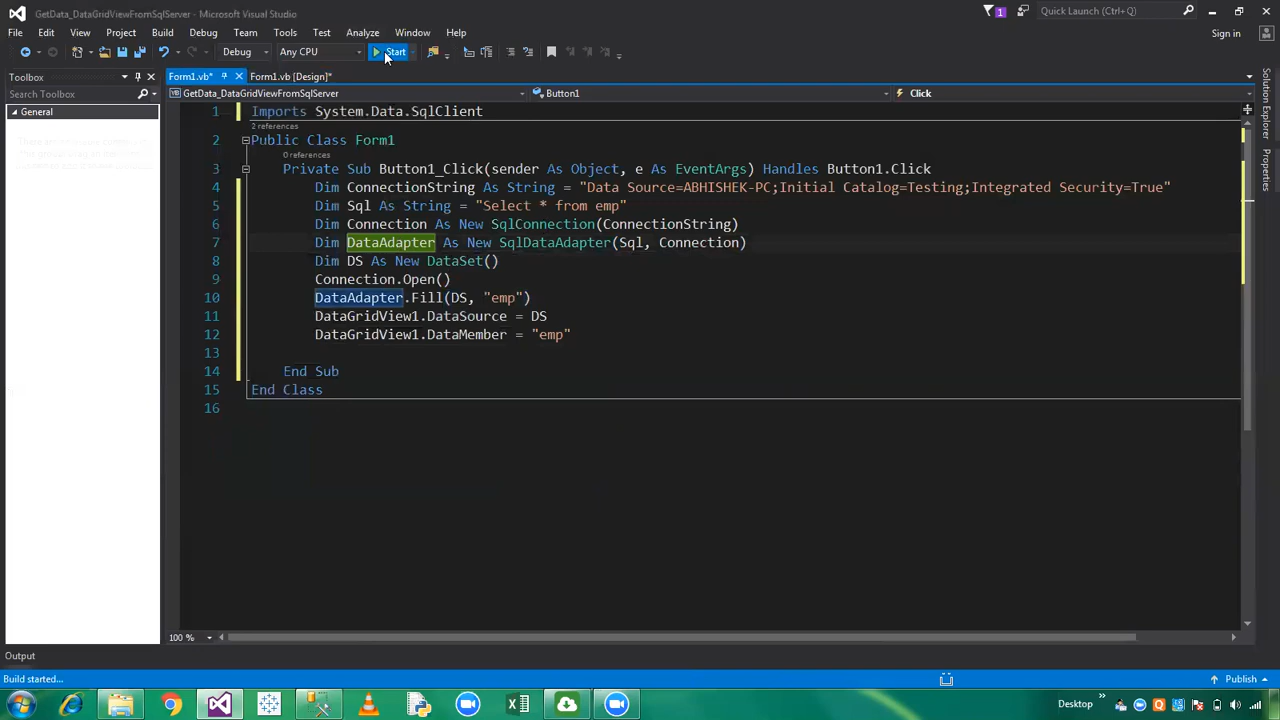 GetData_DataGridViewFromSqlServer - Microsoft Visual Studio
1
Quick Launch (Ctrl+Q)
File Edit View Project Build Debug Team Tools Test Analyze Window Help
Sign in
Debug Any CPU Start
Toolbox
Form1.vb* Form1.vb [Design]*
Search Toolbox
GetData_DataGridViewFromSqlServer Button1 Click
General
1 Imports System.Data.SqlClient
2 references
2 Public Class Form1
0 references
3 Private Sub Button1_Click(sender As Object, e As EventArgs) Handles Button1.Click
4 Dim ConnectionString As String = "Data Source=ABHISHEK-PC;Initial Catalog=Testing;Integrated Security=True"
5 Dim Sql As String = "Select * from emp"
6 Dim Connection As New SqlConnection(ConnectionString)
7 Dim DataAdapter As New SqlDataAdapter(Sql, Connection)
8 Dim DS As New DataSet()
9 Connection.Open()
10 DataAdapter.Fill(DS, "emp")
11 DataGridView1.DataSource = DS
12 DataGridView1.DataMember = "emp"
13
14 End Sub
15 End Class
16
Solution Explorer
Properties
100 %
Output
Build started...
Publish
Desktop